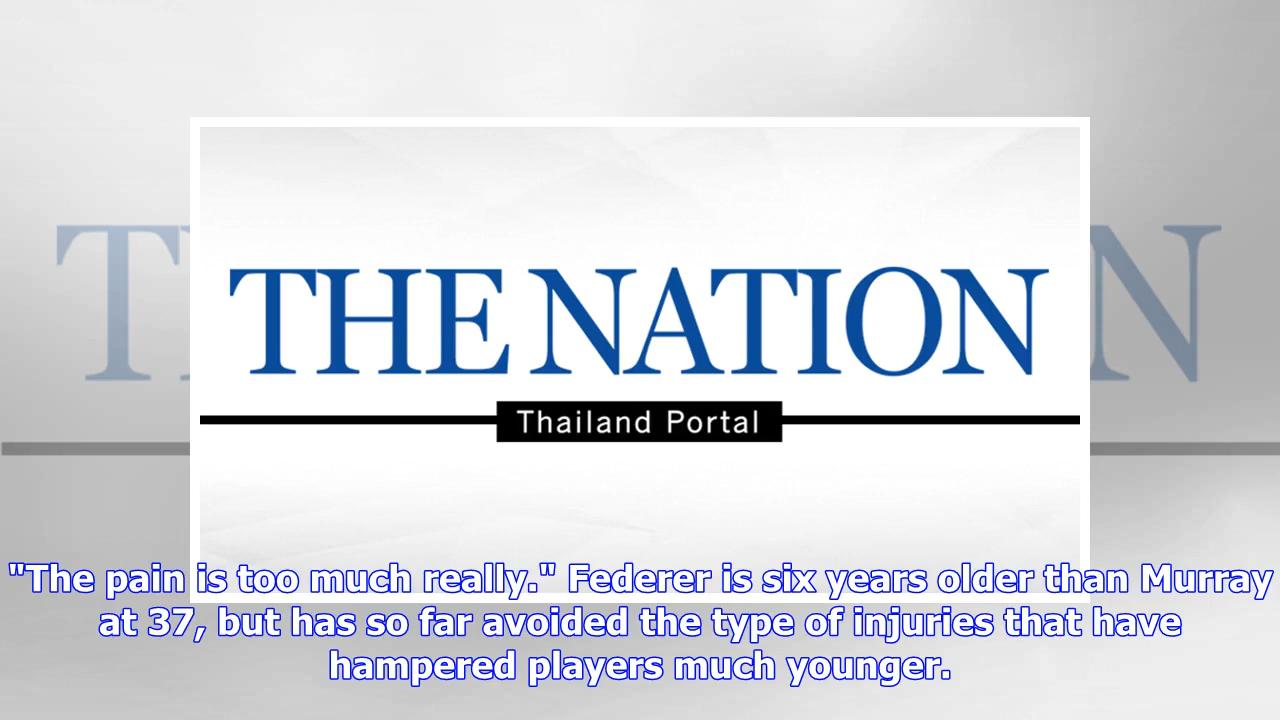 THE NATION
Thailand Portal
"The pain is too much really." Federer is six years older than Murray
at 37, but has so far avoided the type of injuries that have
hampered players much younger.